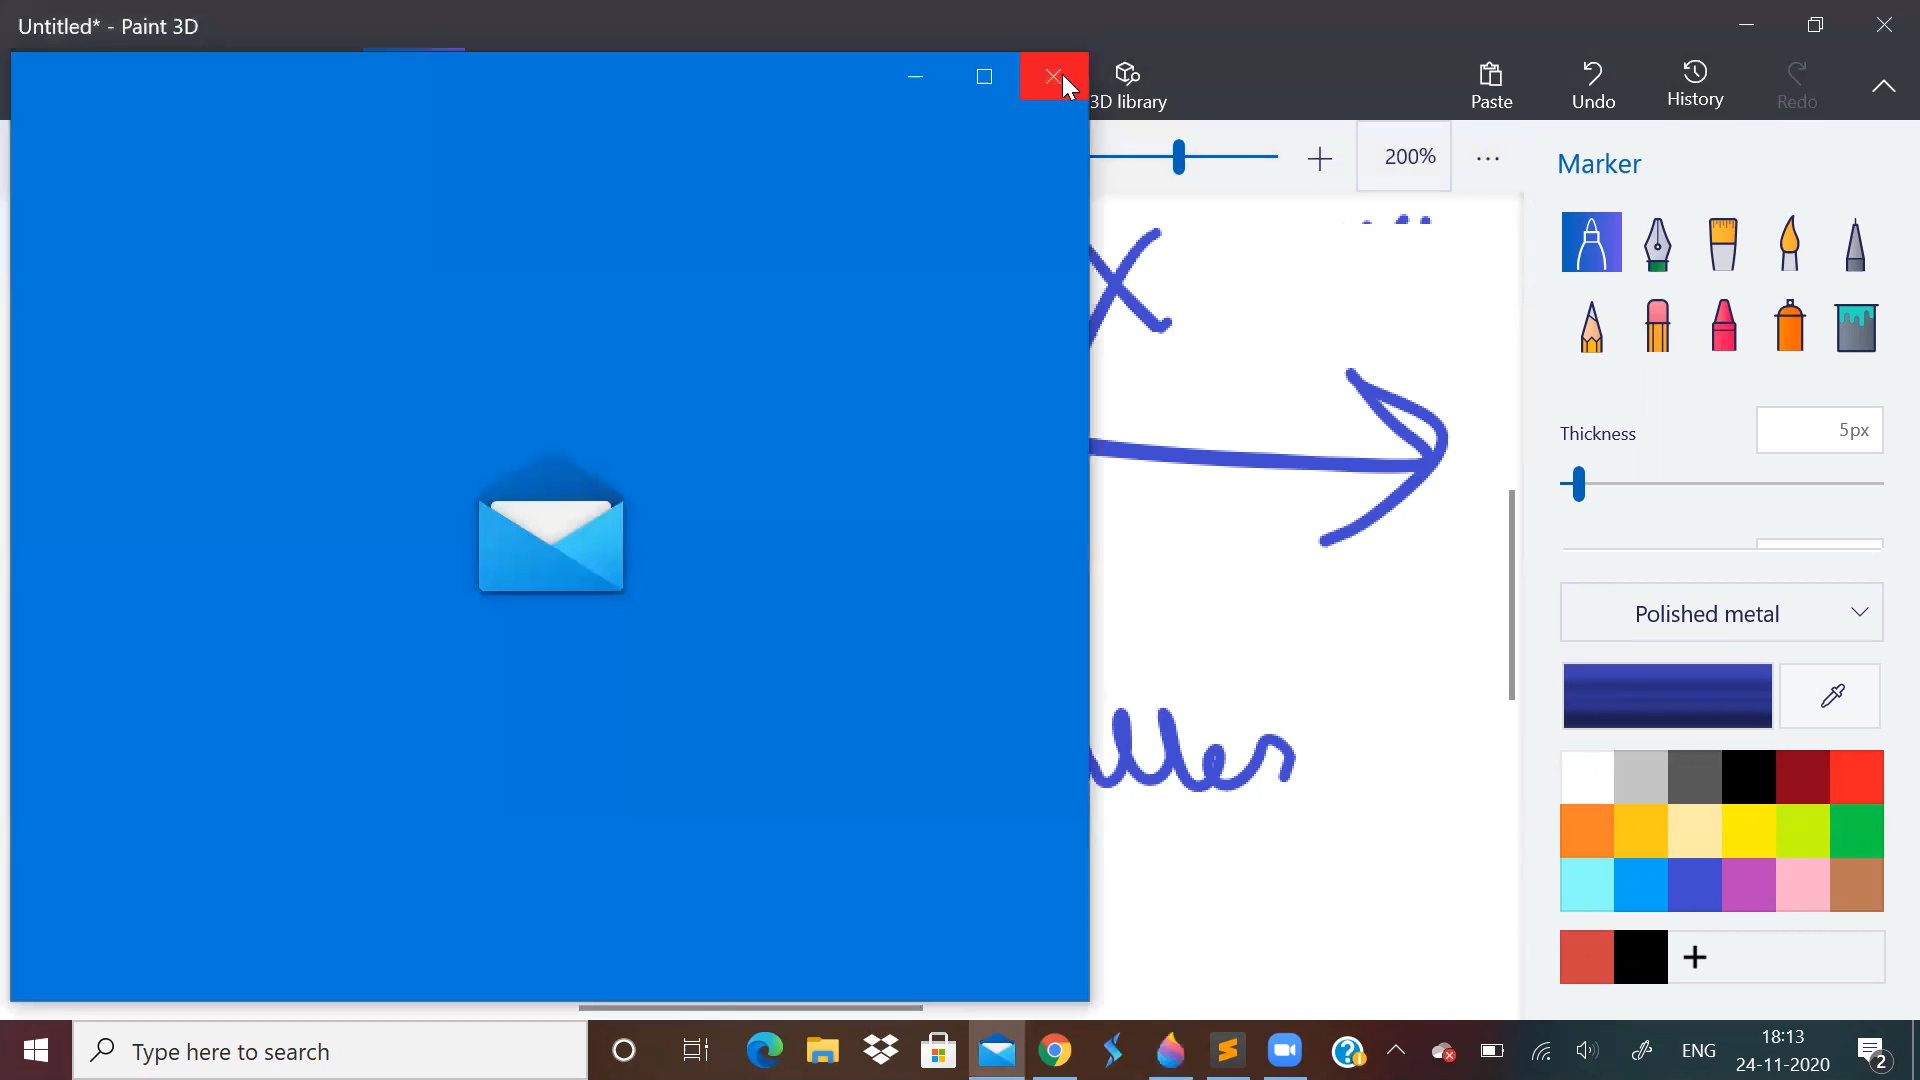 Untitled* - Paint 3D
3D library
Paste
Undo
History
Redo
200%
Marker
X
Thickness
5px
Polished metal
Type here to search
ENG
18:13
24-11-2020
2